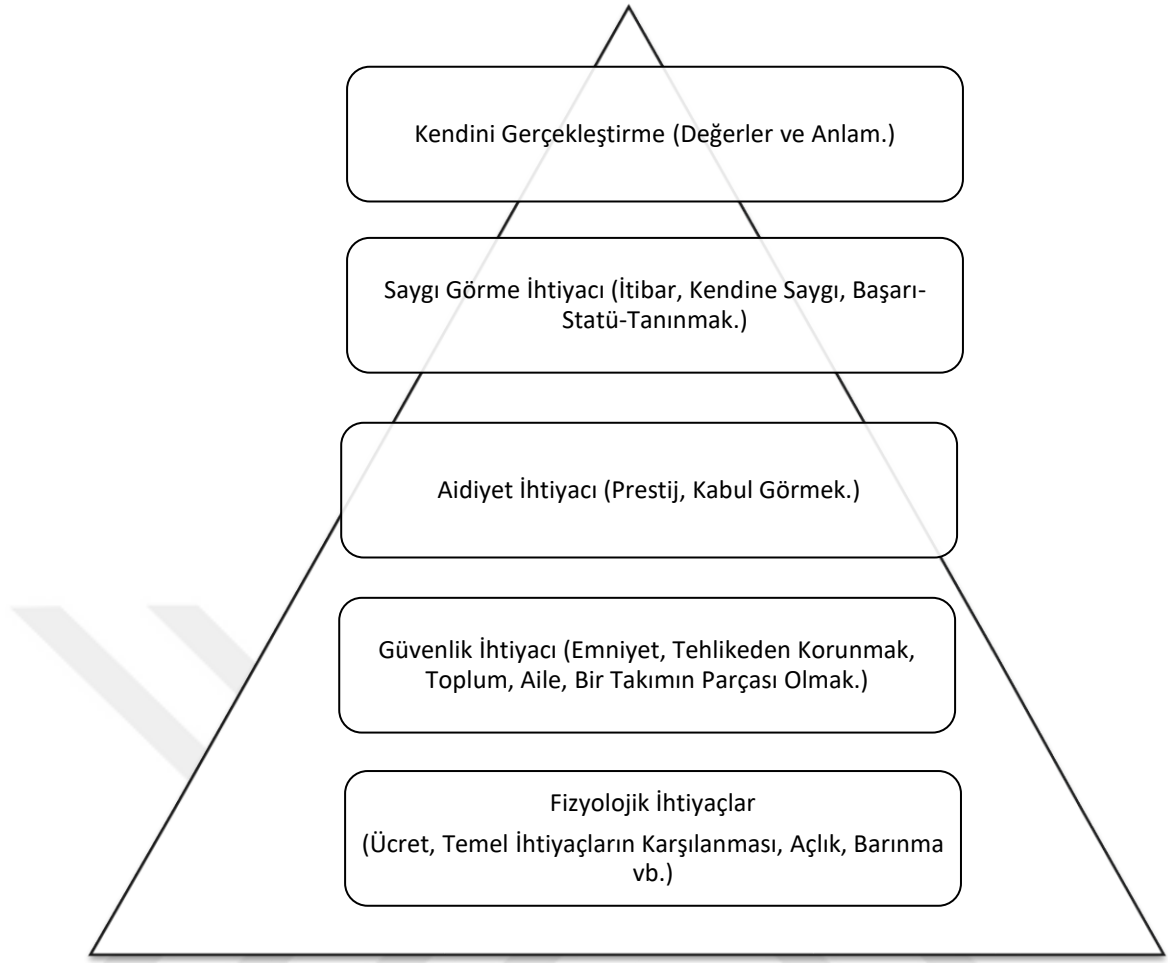 Kendini Gerçekleştirme (Değerler ve Anlam.)
Saygı Görme İhtiyacı (İtibar, Kendine Saygı, Başarı-
Statü-Tanınmak.)
Aidiyet İhtiyacı (Prestij, Kabul Görmek.)
Güvenlik İhtiyacı (Emniyet, Tehlikeden Korunmak,
Toplum, Aile, Bir Takımın Parçası Olmak.)
Fizyolojik İhtiyaçlar
(Ücret, Temel İhtiyaçların Karşılanması, Açlık, Barınma
vb.)